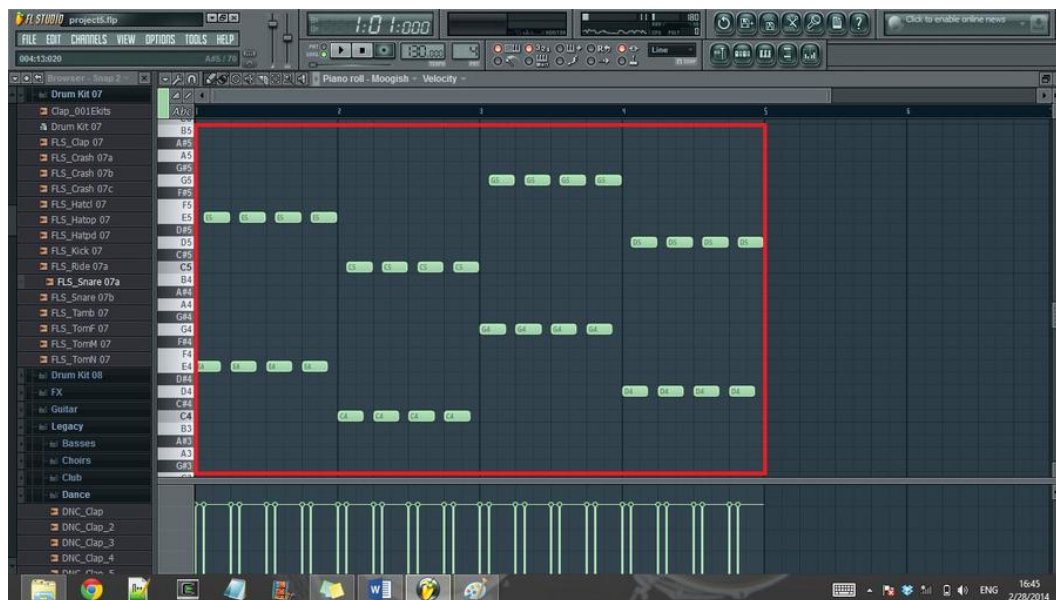 FL STUDIO project5.flp
FILE EDIT CHANNELS VIEW OPTIONS TOOLS HELP
004:13:020 A#5 / 70
1:01:000
130.000
Line
180
Click to enable online news
Browser - Snap 2
Piano roll - Moogish - Velocity
Drum Kit 07
Clap_001Ekits
Drum Kit 07
FLS_Clap 07
FLS_Crash 07a
FLS_Crash 07b
FLS_Crash 07c
FLS_Hatcl 07
FLS_Hatop 07
FLS_Hatpd 07
FLS_Kick 07
FLS_Ride 07a
FLS_Snare 07a
FLS_Snare 07b
FLS_Tamb 07
FLS_TomF 07
FLS_TomM 07
FLS_TomN 07
Drum Kit 08
FX
Guitar
Legacy
Basses
Choirs
Club
Dance
DNC_Clap
DNC_Clap_2
DNC_Clap_3
DNC_Clap_4
DNC_Clap_5
Abc
2 3 4 5 6
B5
A#5
A5
G#5
G5 G5 G5 G5 G5
F#5
F5
E5 E5 E5 E5 E5
D#5
D5 D5 D5 D5 D5
C#5
C5 C5 C5 C5 C5
B4
A#4
A4
G#4
G4 G4 G4 G4 G4
F#4
F4
E4 E4 E4 E4 E4
D#4
D4 D4 D4 D4 D4
C#4
C4 C4 C4 C4 C4
B3
A#3
A3
G#3
ENG
16:45
2/28/2014